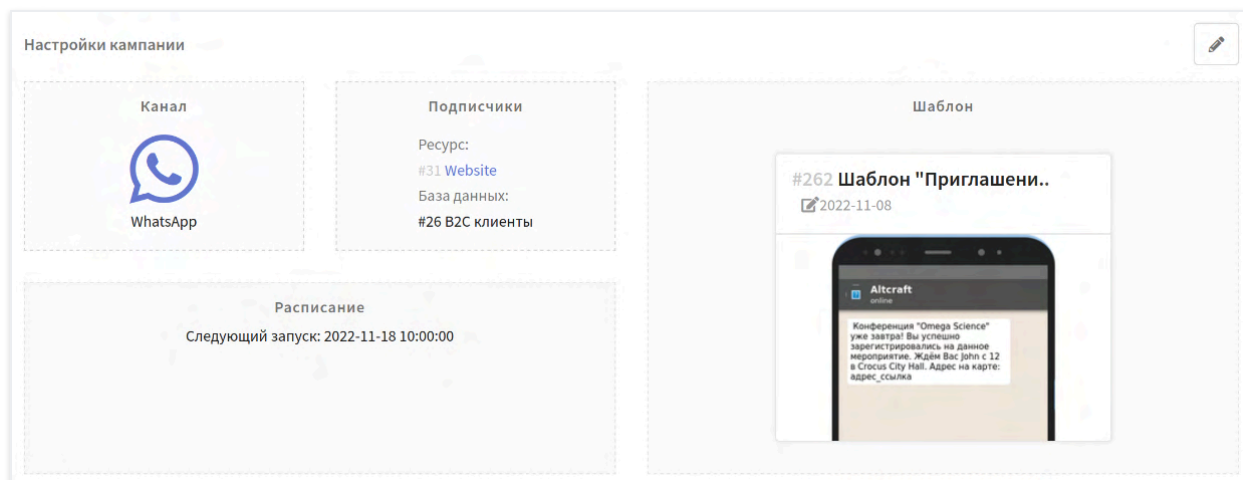 Настройки кампании
Канал
WhatsApp
Подписчики
Ресурс:
#31 Website
База данных:
#26 B2C клиенты
Расписание
Следующий запуск: 2022-11-18 10:00:00
Шаблон
#262 Шаблон "Приглашени..
2022-11-08
Altcraft
online
Конференция "Omega Science"
уже завтра! Вы успешно
зарегистрировались на данное
мероприятие. Ждём Вас John с 12
в Crocus City Hall. Адрес на карте:
адрес_ссылка